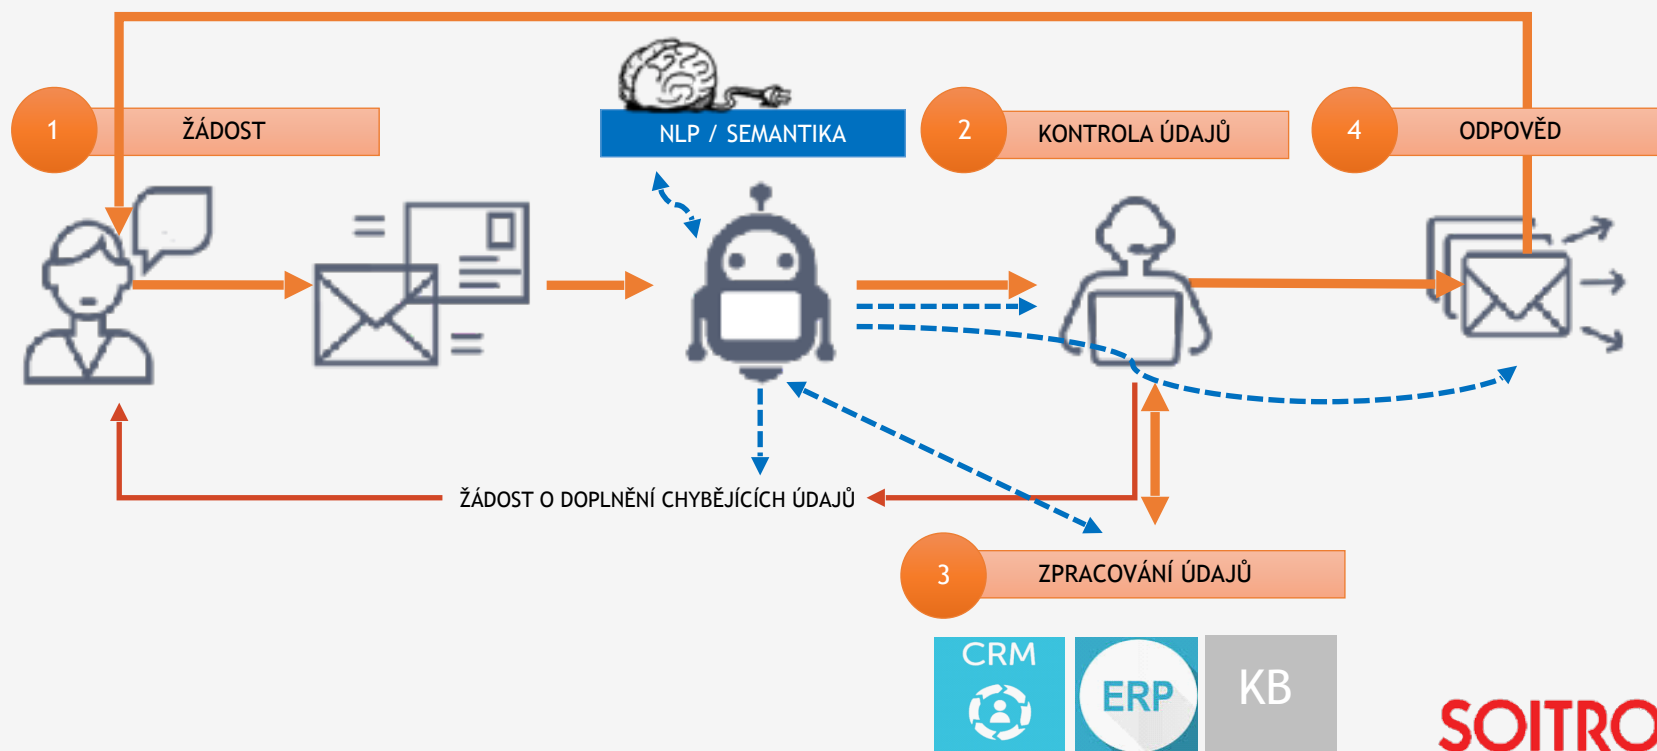 1
ŽÁDOST
NLP / SEMANTIKA
2
KONTROLA ÚDAJŮ
4
ODPOVĚD
ŽÁDOST O DOPLNĚNÍ CHYBĚJÍCÍCH ÚDAJŮ
3
ZPRACOVÁNÍ ÚDAJŮ
CRM
ERP
KB
SOITRO